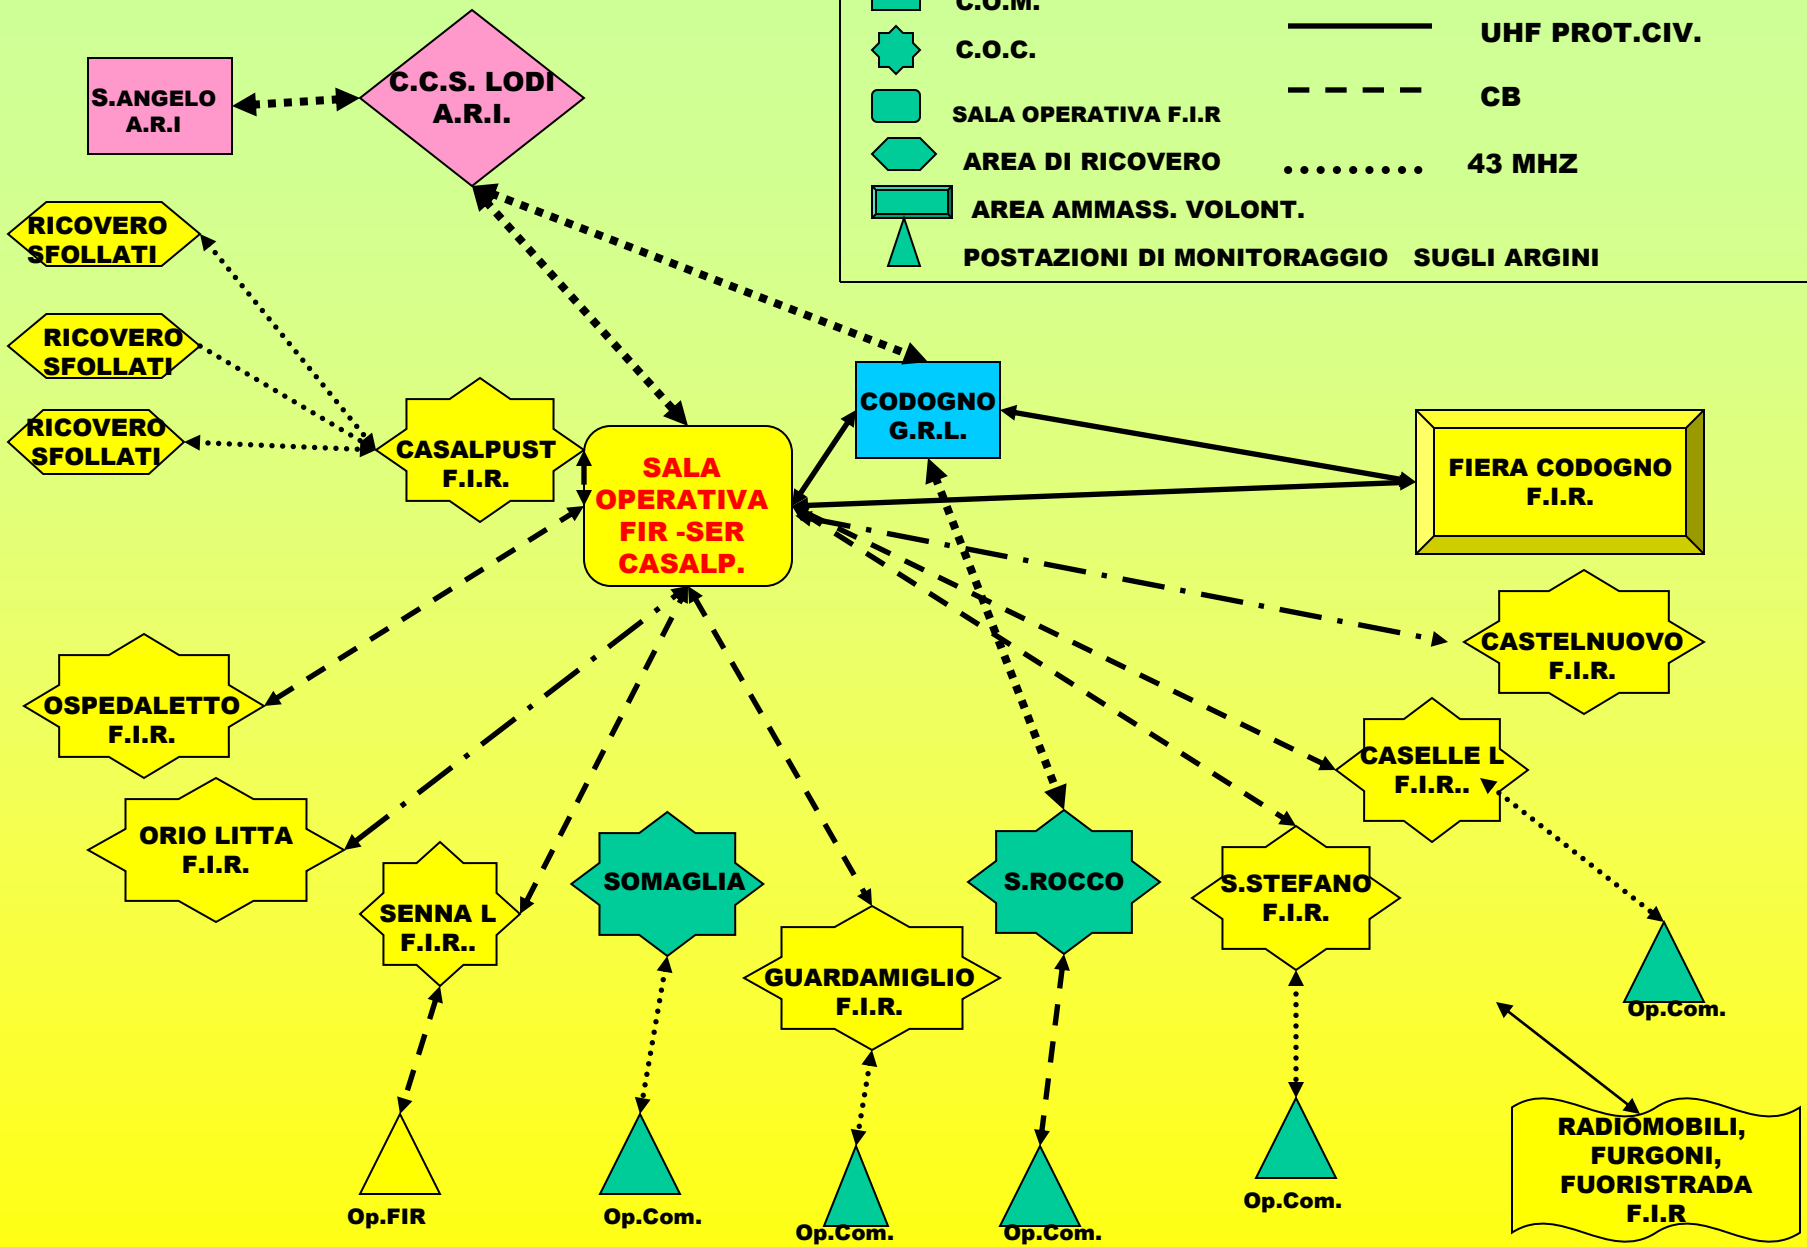 C.O.M.
UHF PROT.CIV.
C.O.C.
CB
SALA OPERATIVA F.I.R
AREA DI RICOVERO
43 MHZ
AREA AMMASS. VOLONT.
POSTAZIONI DI MONITORAGGIO SUGLI ARGINI
S.ANGELO
A.R.I
C.C.S. LODI
A.R.I.
RICOVERO
SFOLLATI
RICOVERO
SFOLLATI
RICOVERO
SFOLLATI
CASALPUST
F.I.R.
SALA
OPERATIVA
FIR -SER
CASALP.
CODOGNO
G.R.L.
FIERA CODOGNO
F.I.R.
CASTELNUOVO
F.I.R.
OSPEDALETTO
F.I.R.
CASELLE L
F.I.R..
ORIO LITTA
F.I.R.
SENNA L
F.I.R..
SOMAGLIA
GUARDAMIGLIO
F.I.R.
S.ROCCO
S.STEFANO
F.I.R.
Op.Com.
Op.FIR
Op.Com.
Op.Com.
Op.Com.
Op.Com.
RADIOMOBILI,
FURGONI,
FUORISTRADA
F.I.R